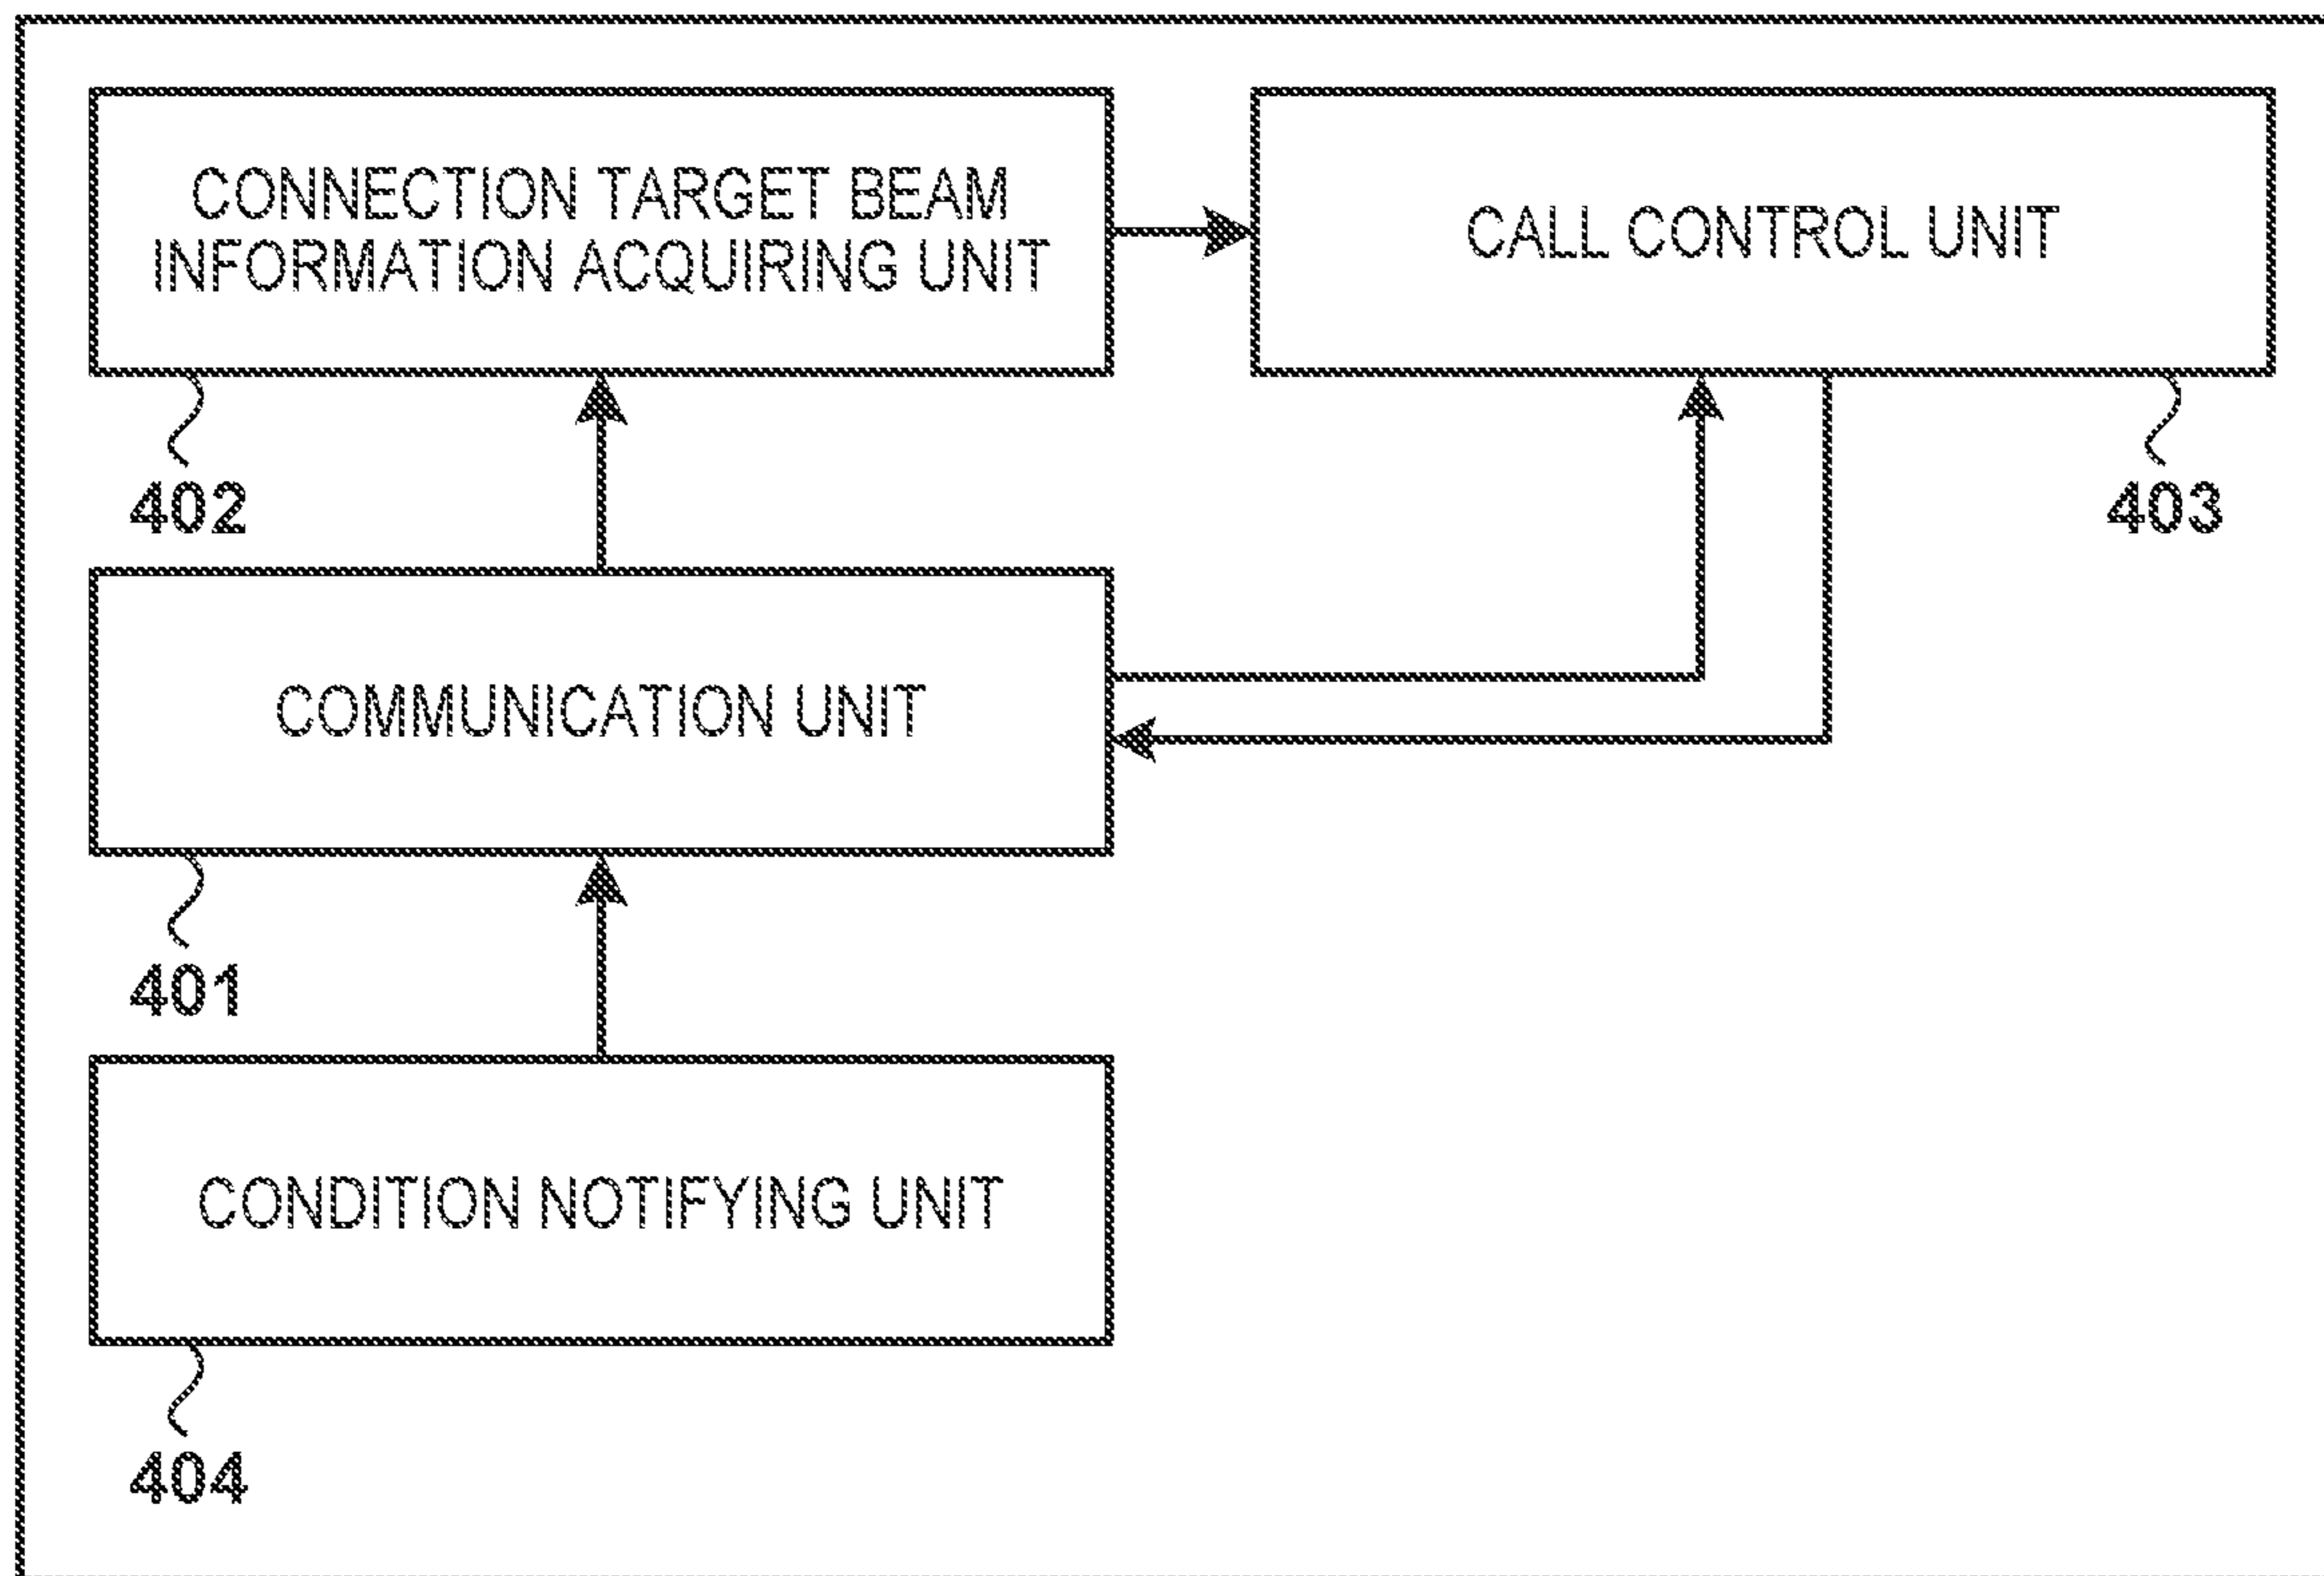 CONNECTION TARGET BEAM
INFORMATION ACQUIRING UNIT
CALL CONTROL UNIT
402
403
COMMUNICATION UNIT
401
CONDITION NOTIFYING UNIT
404